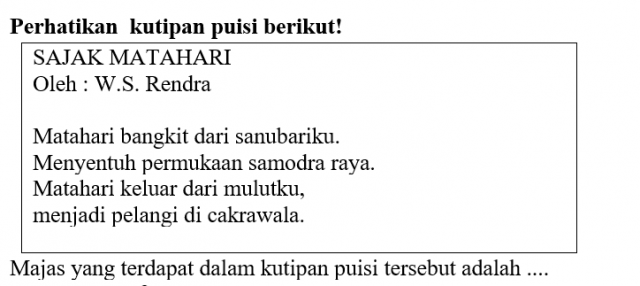 Perhatikan kutipan puisi berikut!
SAJAK MATAHARI
Oleh : W.S. Rendra
Matahari bangkit dari sanubariku.
Menyentuh permukaan samodra raya.
Matahari keluar dari mulutku,
menjadi pelangi di cakrawala.
Majas yang terdapat dalam kutipan puisi tersebut adalah ....